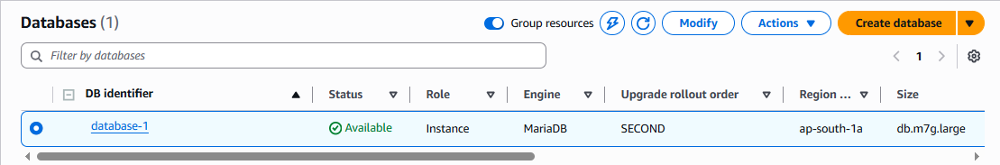 Databases (1)
Group resources
Modify
Actions
Create database
Filter by databases
1
DB identifier Status Role Engine Upgrade rollout order Region ... Size
database-1 Available Instance MariaDB SECOND ap-south-1a db.m7g.large